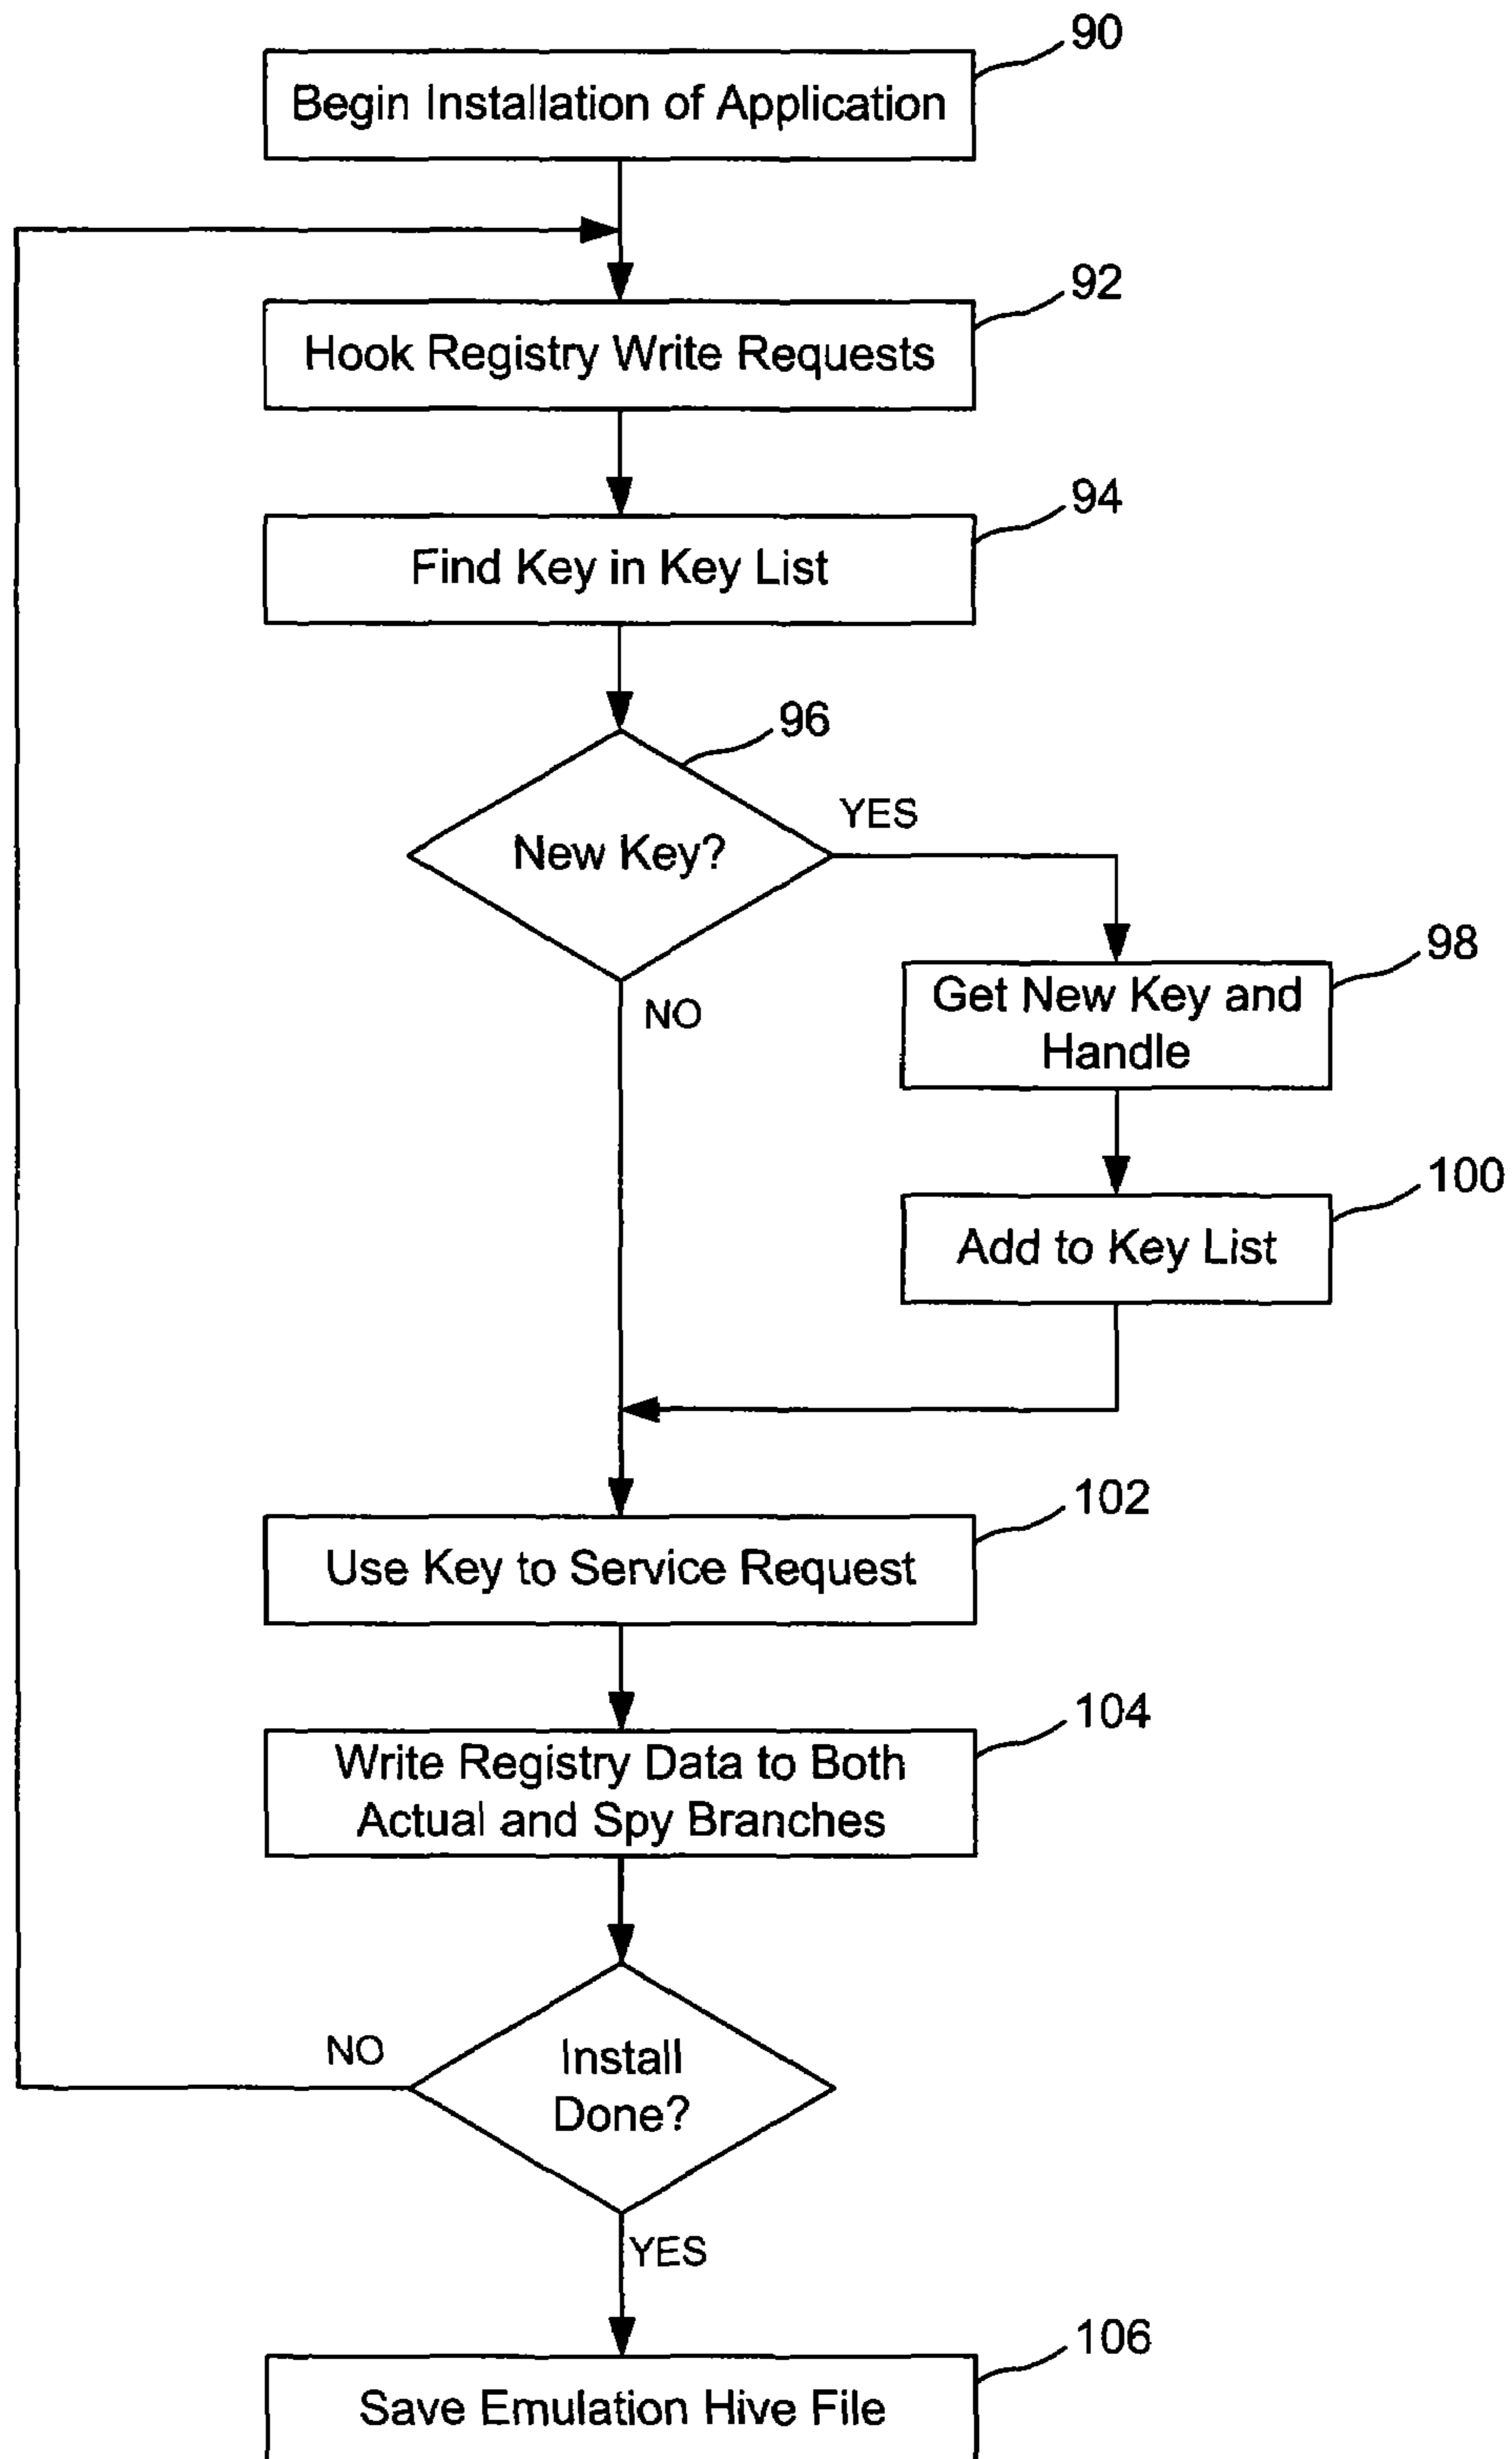 90
Begin Installation of Application
92
Hook Registry Write Requests
94
Find Key in Key List
96
New Key?
YES
NO
98
Get New Key and
Handle
100
Add to Key List
102
Use Key to Service Request
104
Write Registry Data to Both
Actual and Spy Branches
Install
Done?
NO
YES
106
Save Emulation Hive File